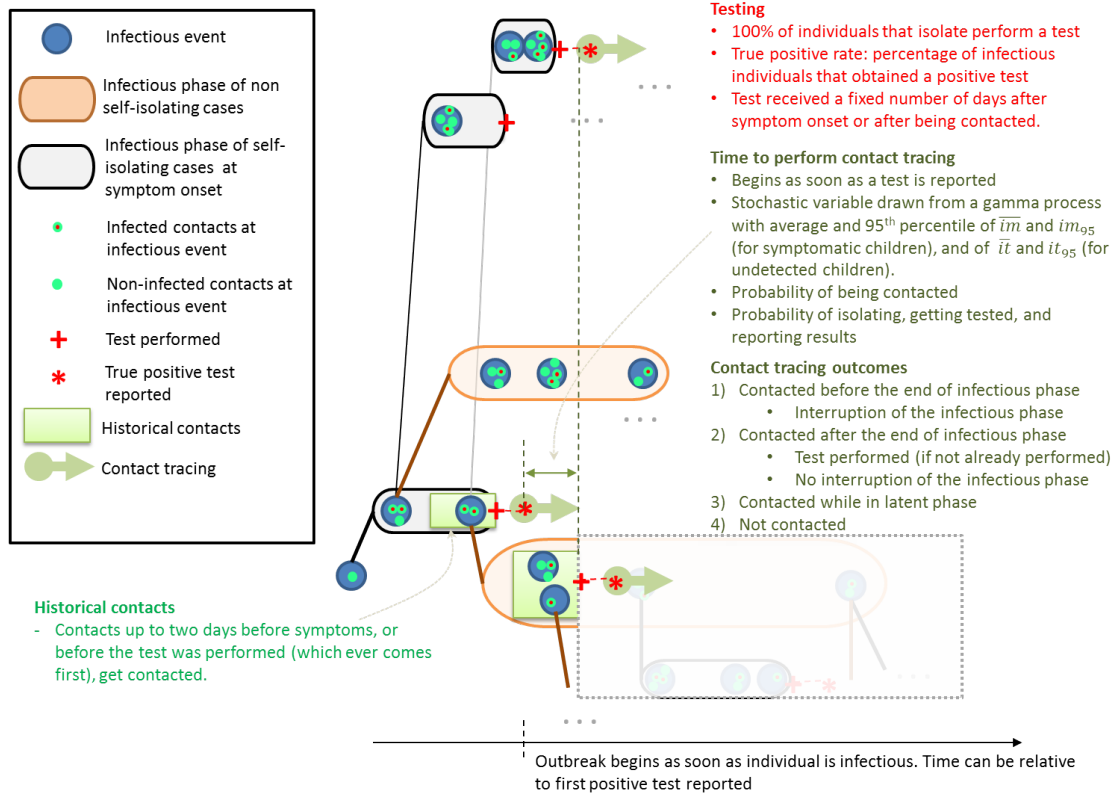 Infectious event
Infectious phase of non
self-isolating cases
Infectious phase of self-
isolating cases at
symptom onset
Infected contacts at
infectious event
Non-infected contacts at
infectious event
Test performed
True positive test
reported
Historical contacts
Contact tracing
Testing
• 100% of individuals that isolate perform a test
• True positive rate: percentage of infectious
individuals that obtained a positive test
• Test received a fixed number of days after
symptom onset or after being contacted.
Time to perform contact tracing
• Begins as soon as a test is reported
• Stochastic variable drawn from a gamma process
with average and 95th percentile of i̅m̅ and im₉₅
(for symptomatic children), and of i̅t̅ and it₉₅ (for
undetected children).
• Probability of being contacted
• Probability of isolating, getting tested, and
reporting results
Contact tracing outcomes
1) Contacted before the end of infectious phase
• Interruption of the infectious phase
2) Contacted after the end of infectious phase
• Test performed (if not already performed)
• No interruption of the infectious phase
3) Contacted while in latent phase
4) Not contacted
Historical contacts
- Contacts up to two days before symptoms, or
before the test was performed (which ever comes
first), get contacted.
Outbreak begins as soon as individual is infectious. Time can be relative
to first positive test reported